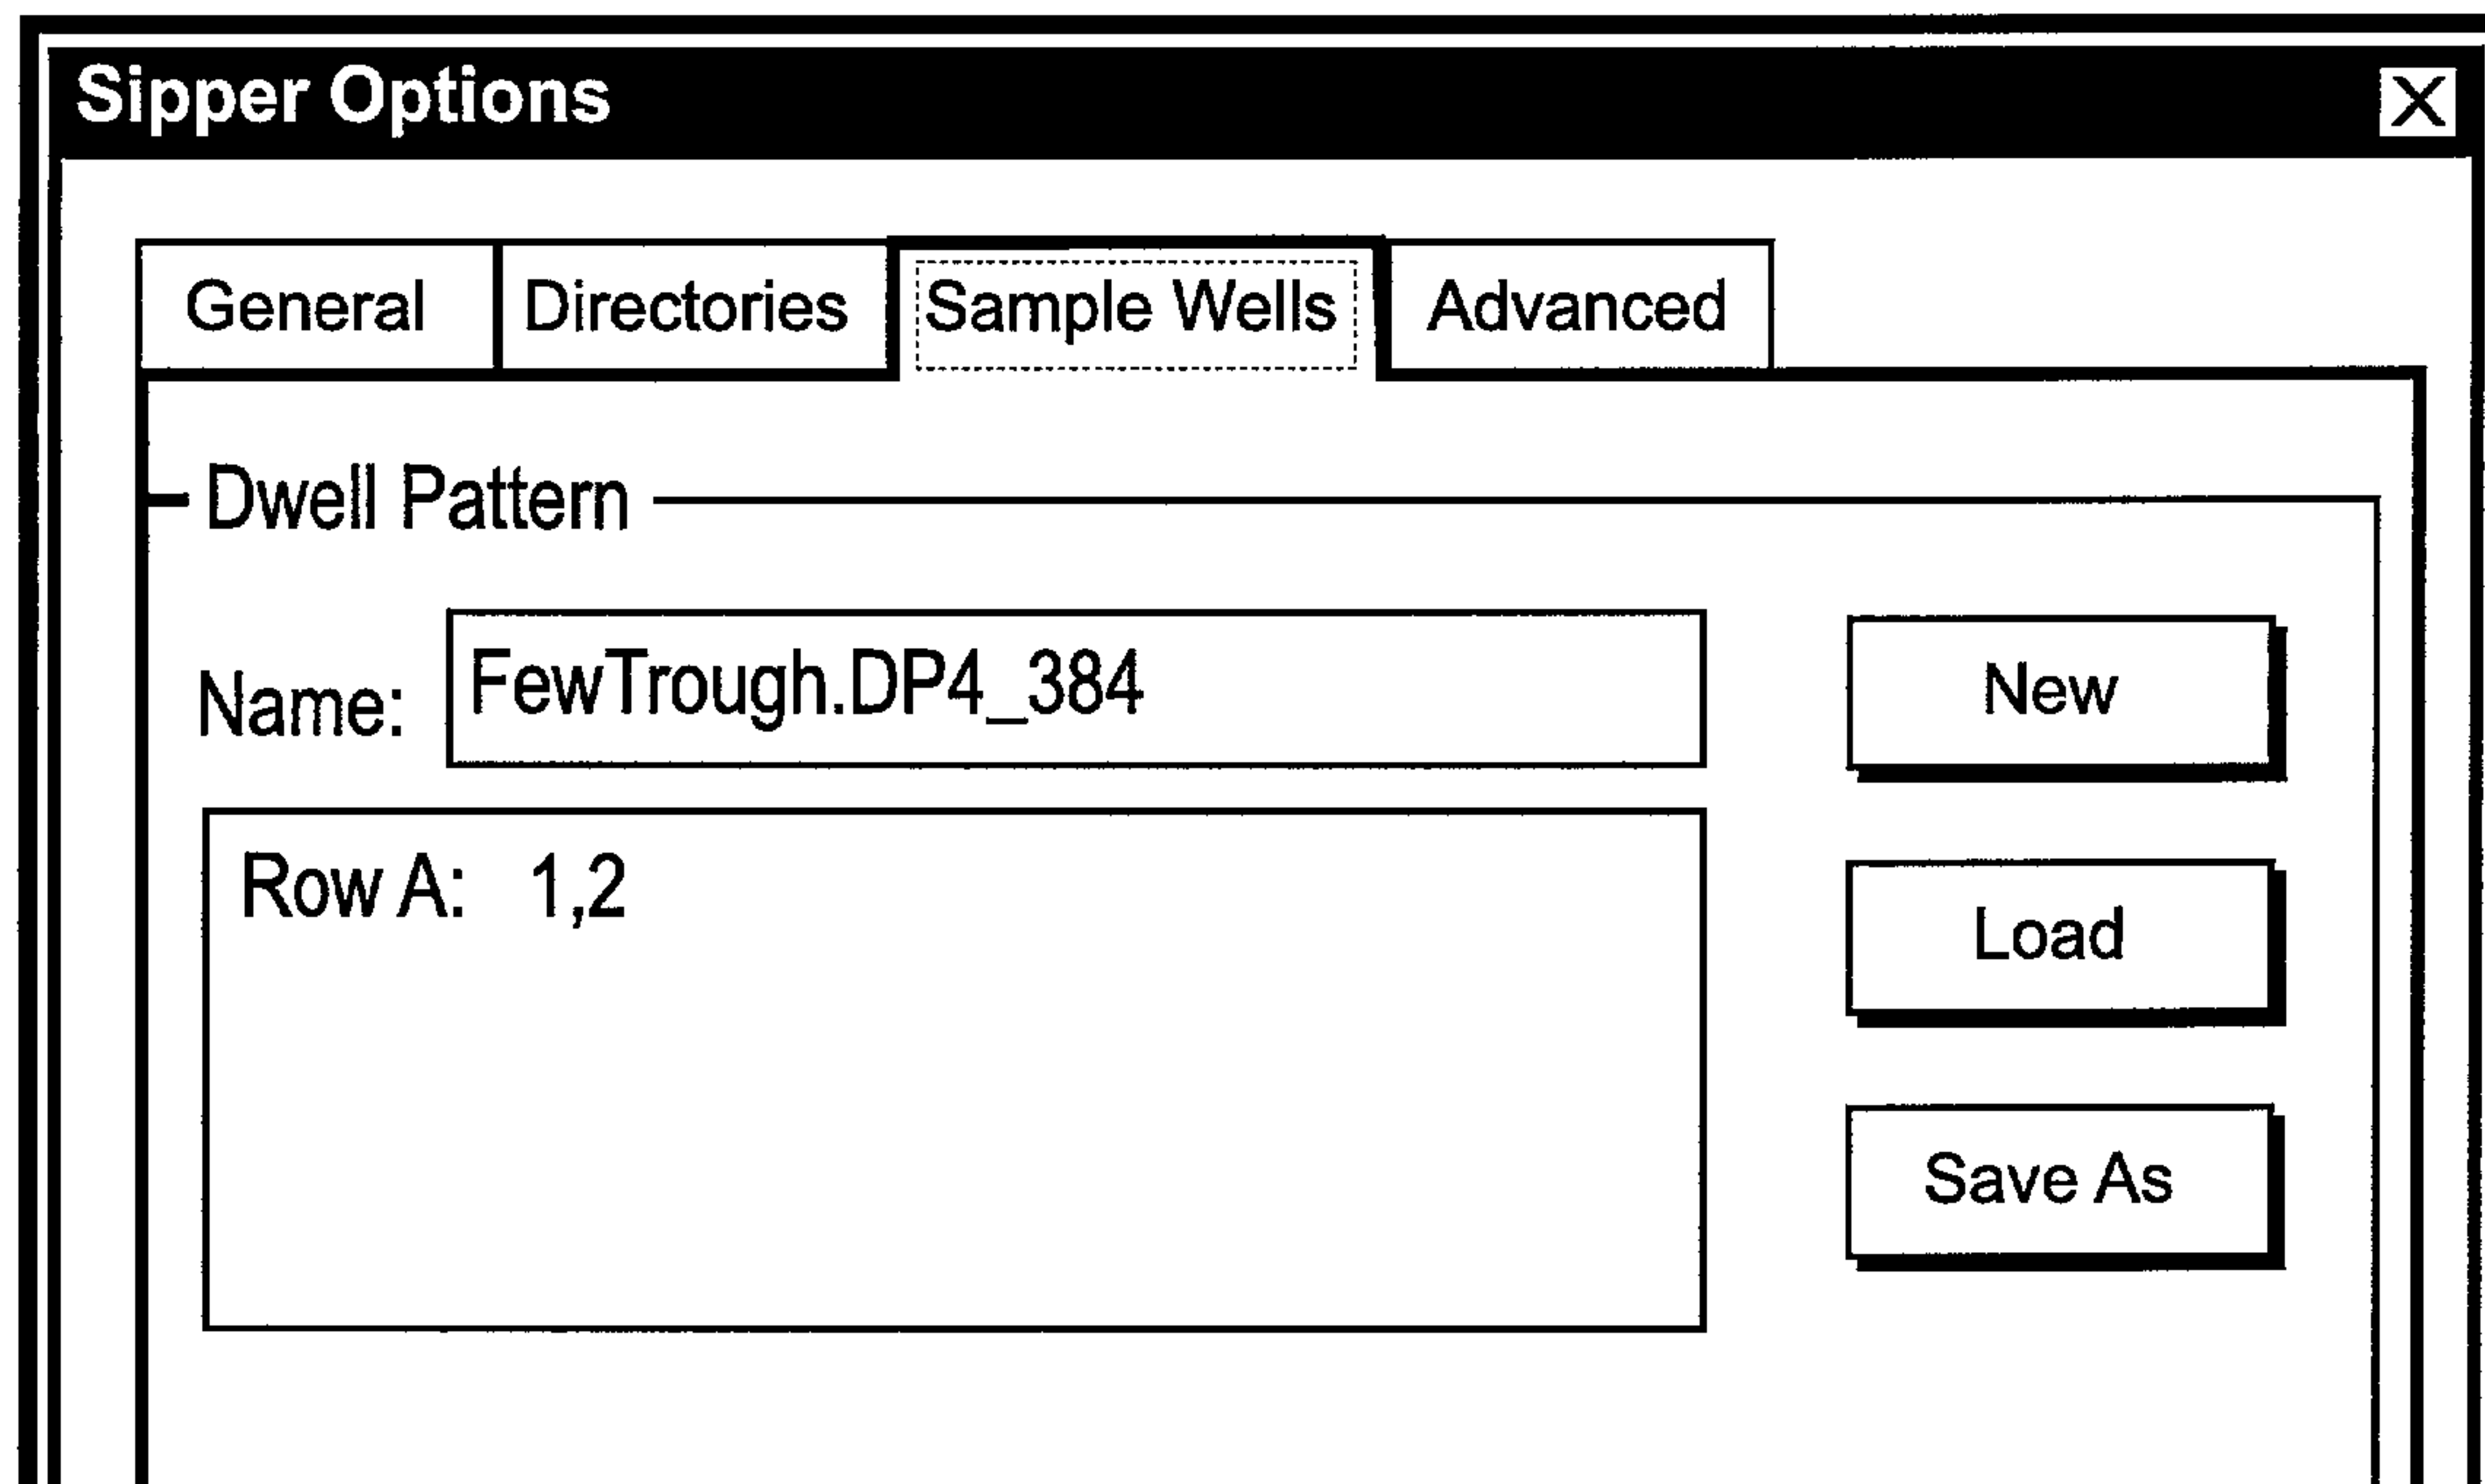 Sipper Options X
General Directories Sample Wells Advanced
Dwell Pattern
Name: FewTrough.DP4_384 New
Row A: 1,2
Load
Save As